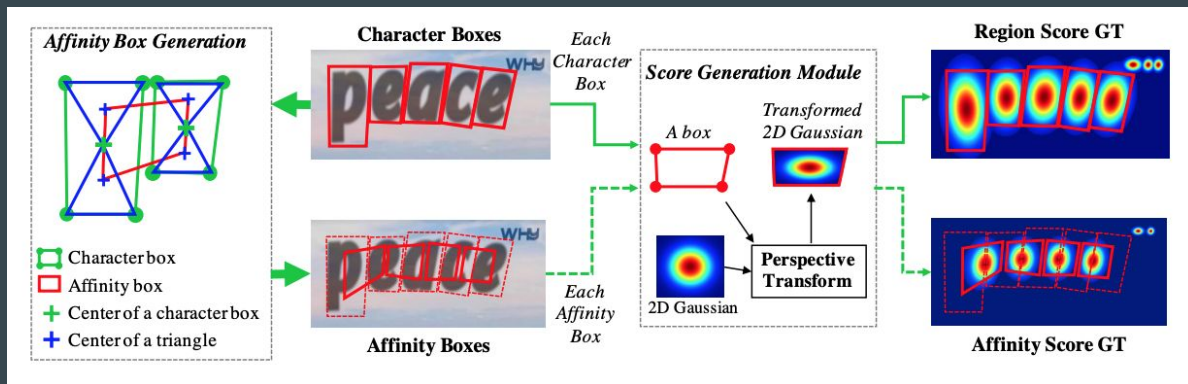 Affinity Box Generation
Character box
Affinity box
Center of a character box
Center of a triangle
Character Boxes
WHY
peace
WHY
peace
Affinity Boxes
Each
Character
Box
Each
Affinity
Box
Score Generation Module
A box
Transformed
2D Gaussian
2D Gaussian
Perspective
Transform
Region Score GT
Affinity Score GT